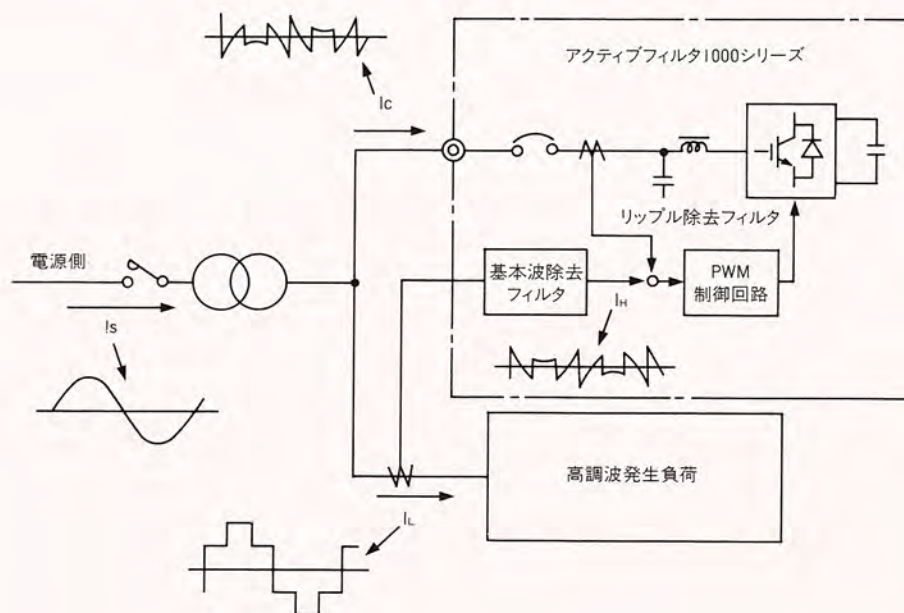 アクティブフィルタ1000シリーズ
Ic
リップル除去フィルタ
電源側
基本波除去
フィルタ
PWM
制御回路
IH
Is
高調波発生負荷
IL